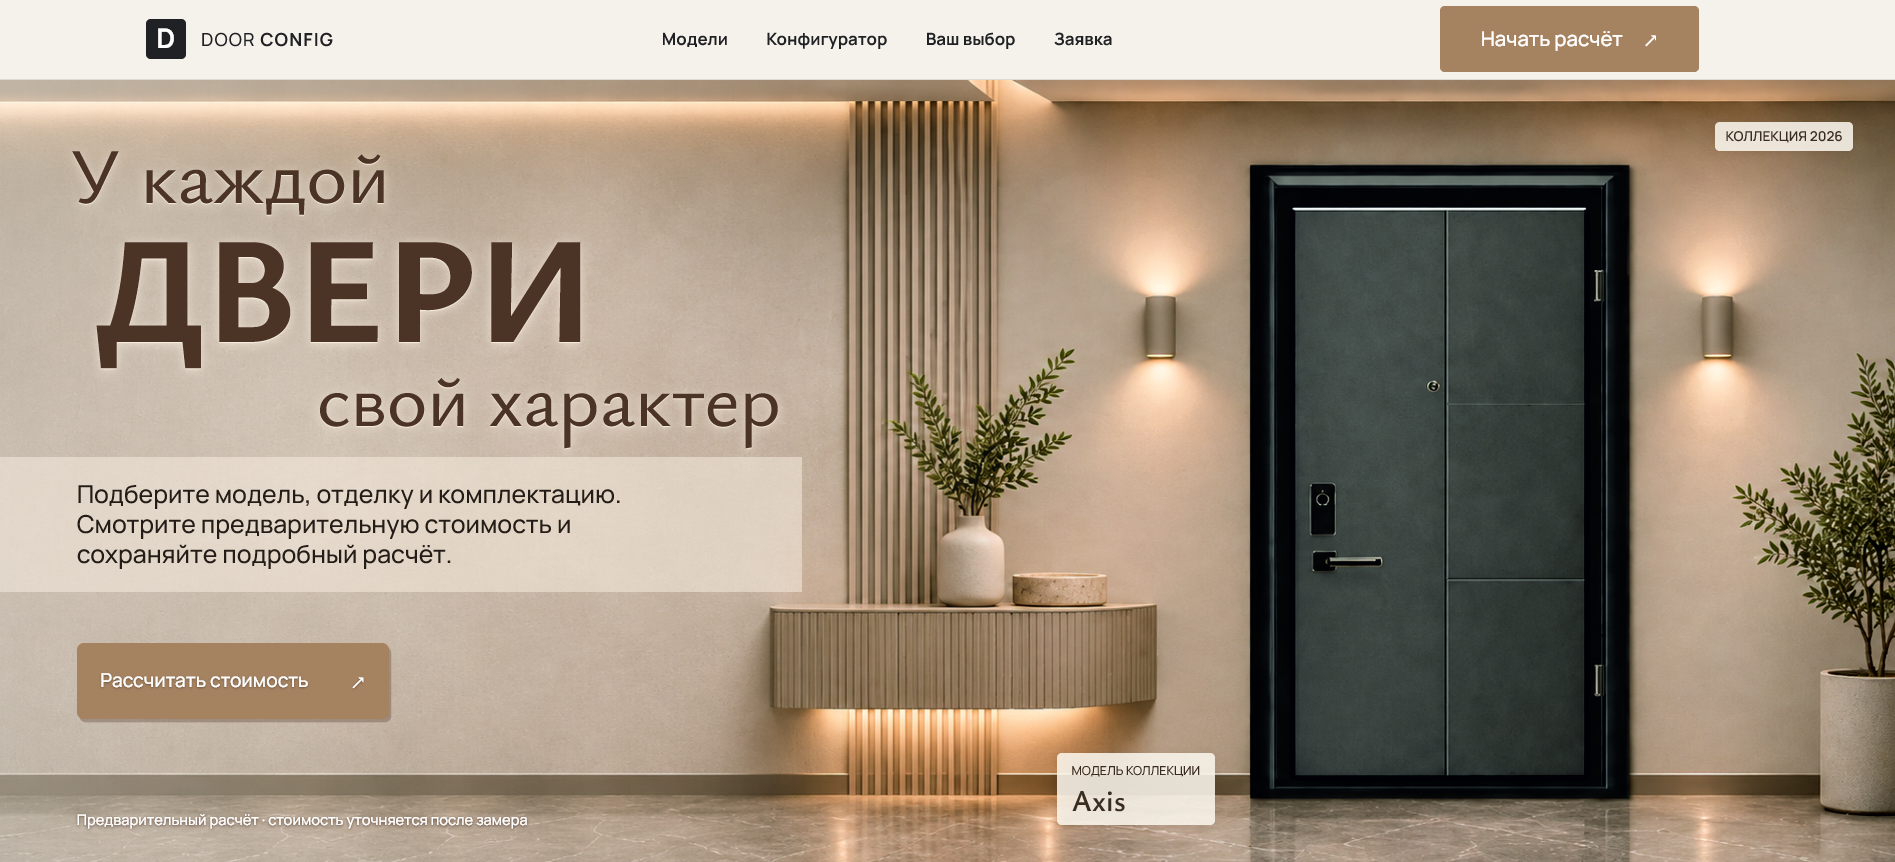 D DOOR CONFIG
Модели Конфигуратор Ваш выбор Заявка
Начать расчёт ↗
КОЛЛЕКЦИЯ 2026
У каждой
ДВЕРИ
свой характер
Подберите модель, отделку и комплектацию.
Смотрите предварительную стоимость и
сохраняйте подробный расчёт.
Рассчитать стоимость ↗
МОДЕЛЬ КОЛЛЕКЦИИ
Axis
Предварительный расчёт · стоимость уточняется после замера